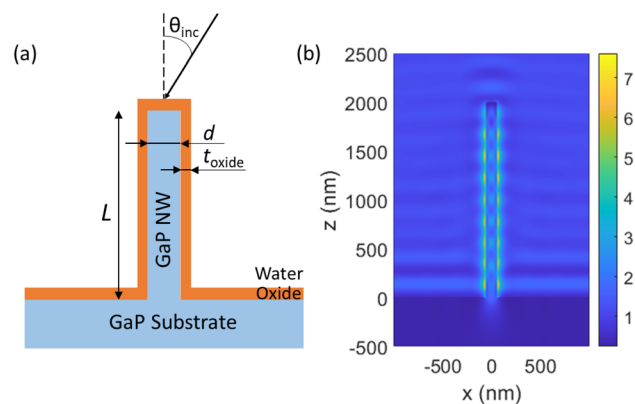 (a)
θinc
d
toxide
L
GaP NW
Water
Oxide
GaP Substrate
(b)
2500
2000
1500
1000
500
0
-500
z (nm)
-500 0 500
x (nm)
7
6
5
4
3
2
1